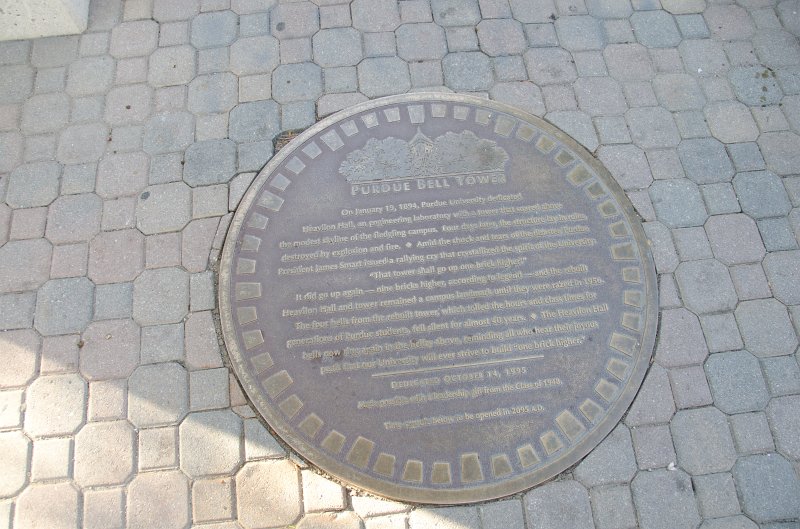 PURDUE BELL TOWER
On January 19, 1894, Purdue University dedicated
Heavilon Hall, an engineering laboratory with a tower that soared above
the modest skyline of the fledgling campus. Four days later, the structure lay in ruins,
destroyed by explosion and fire. ◆ Amid the shock and tears of the disaster, Purdue
President James Smart issued a rallying cry that crystallized the spirit of the University:
"That tower shall go up one brick higher!"
It did go up again — nine bricks higher, according to legend — and the rebuilt
Heavilon Hall and tower remained a campus landmark until they were razed in 1956.
The four bells from the rebuilt tower, which tolled the hours and class times for
generations of Purdue students, fell silent for almost 40 years. ◆ The Heavilon Hall
bells now ring again in the belfry above, reminding all who hear their joyous
peals that our University will ever strive to build "one brick higher."
DEDICATED OCTOBER 14, 1995
Made possible with a leadership gift from the Class of 1948.
Time capsule below to be opened in 2095 A.D.